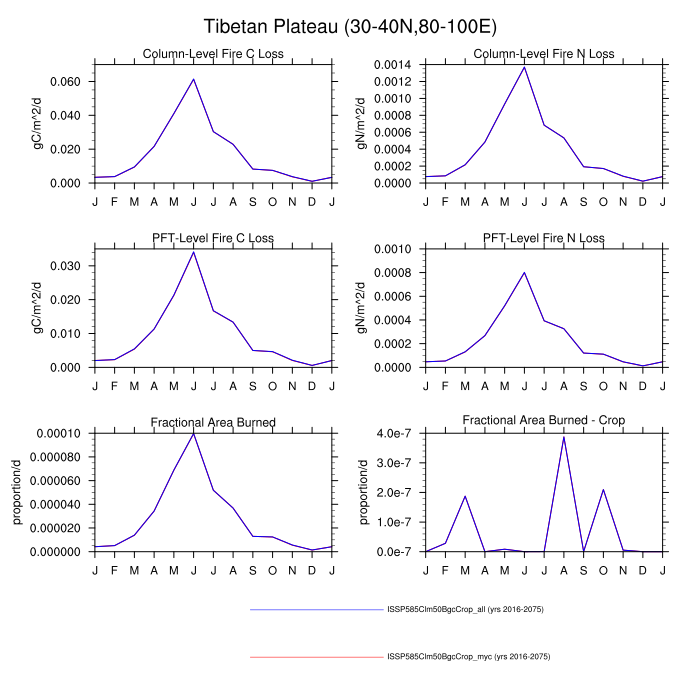 Tibetan Plateau (30-40N,80-100E)
Column-Level Fire C Loss
gC/m^2/d
0.060
0.040
0.020
0.000
J F M A M J J A S O N D J
Column-Level Fire N Loss
gN/m^2/d
0.0014
0.0012
0.0010
0.0008
0.0006
0.0004
0.0002
0.0000
J F M A M J J A S O N D J
PFT-Level Fire C Loss
gC/m^2/d
0.030
0.020
0.010
0.000
J F M A M J J A S O N D J
PFT-Level Fire N Loss
gN/m^2/d
0.0010
0.0008
0.0006
0.0004
0.0002
0.0000
J F M A M J J A S O N D J
Fractional Area Burned
proportion/d
0.00010
0.000080
0.000060
0.000040
0.000020
0.000000
J F M A M J J A S O N D J
Fractional Area Burned - Crop
proportion/d
4.0e-7
3.0e-7
2.0e-7
1.0e-7
0.0e-7
J F M A M J J A S O N D J
ISSP585Clm50BgcCrop_all (yrs 2016-2075)
ISSP585Clm50BgcCrop_myc (yrs 2016-2075)